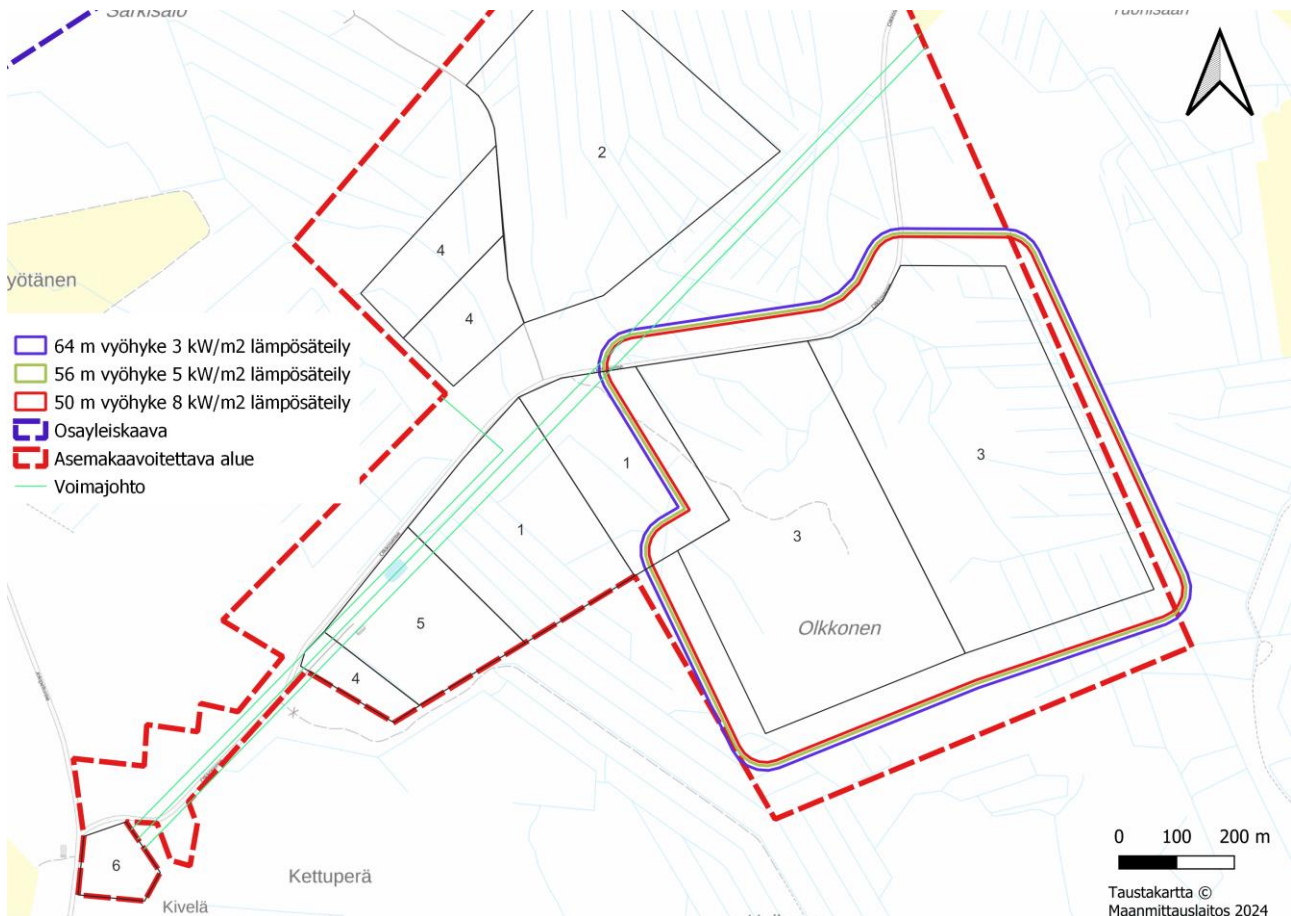 Särkisalo
Tuohisaari
2
4
yötänen
4
64 m vyöhyke 3 kW/m2 lämpösäteily
56 m vyöhyke 5 kW/m2 lämpösäteily
50 m vyöhyke 8 kW/m2 lämpösäteily
Osayleiskaava
Asemakaavoitettava alue
Voimajohto
1
3
1
3
5
Olkkonen
4
0 100 200 m
6
Kettuperä
Kivelä
Taustakartta ©
Maanmittauslaitos 2024